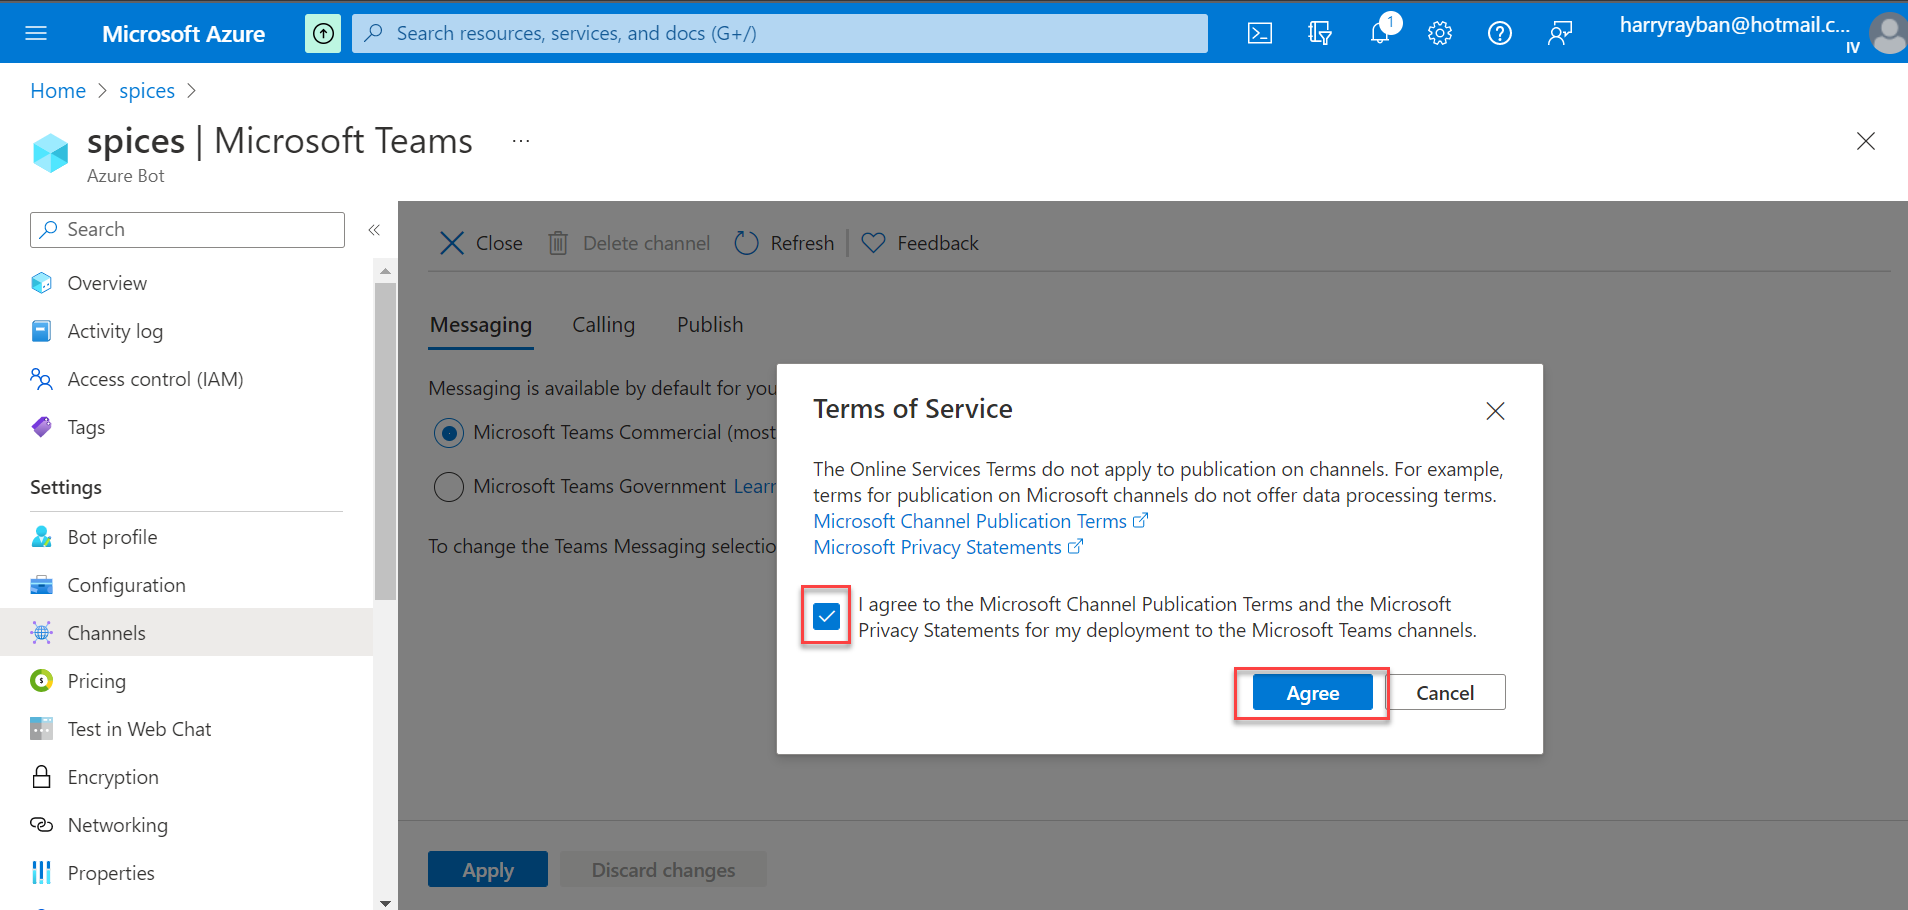 Microsoft Azure
Search resources, services, and docs (G+/)
1
harryrayban@hotmail.c...
IV
Home > spices >
spices | Microsoft Teams ...
Azure Bot
Search
Overview
Activity log
Access control (IAM)
Tags
Settings
Bot profile
Configuration
Channels
Pricing
Test in Web Chat
Encryption
Networking
Properties
Close
Delete channel
Refresh
Feedback
Messaging
Calling
Publish
Messaging is available by default for you
Microsoft Teams Commercial (most
Microsoft Teams Government Learn
To change the Teams Messaging selectio
Apply
Discard changes
Terms of Service
The Online Services Terms do not apply to publication on channels. For example,
terms for publication on Microsoft channels do not offer data processing terms.
Microsoft Channel Publication Terms
Microsoft Privacy Statements
I agree to the Microsoft Channel Publication Terms and the Microsoft
Privacy Statements for my deployment to the Microsoft Teams channels.
Agree
Cancel